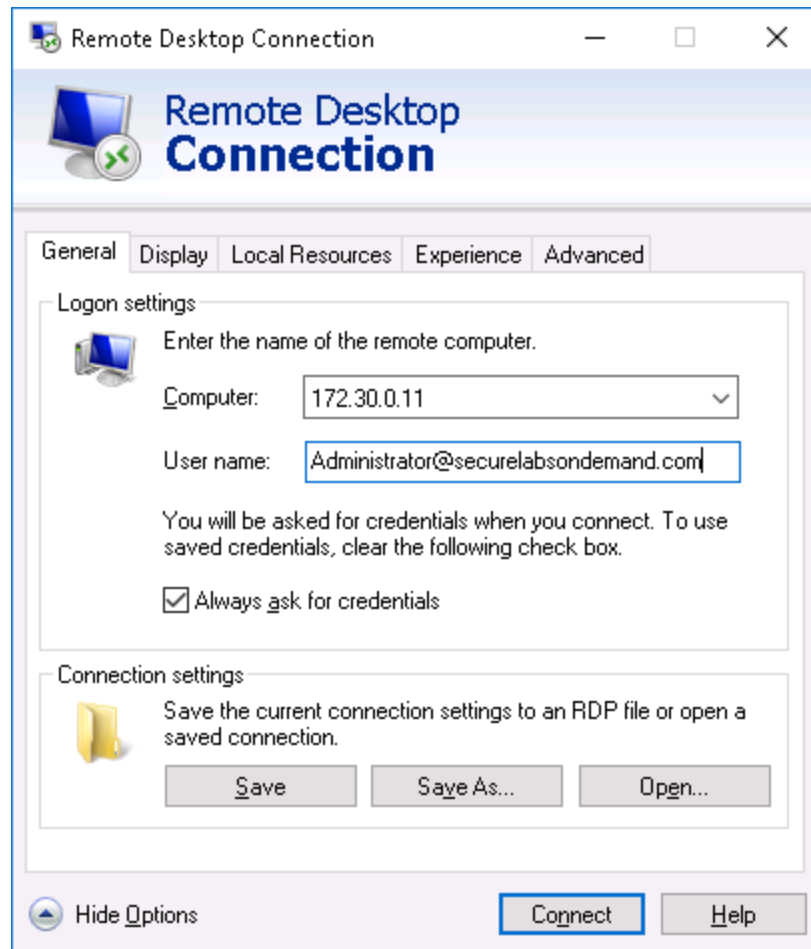 Remote Desktop Connection
Remote Desktop
Connection
General Display Local Resources Experience Advanced
Logon settings
Enter the name of the remote computer.
Computer: 172.30.0.11
User name: Administrator@securelabsondemand.com
You will be asked for credentials when you connect. To use
saved credentials, clear the following check box.
Always ask for credentials
Connection settings
Save the current connection settings to an RDP file or open a
saved connection.
Save Save As... Open...
Hide Options Connect Help